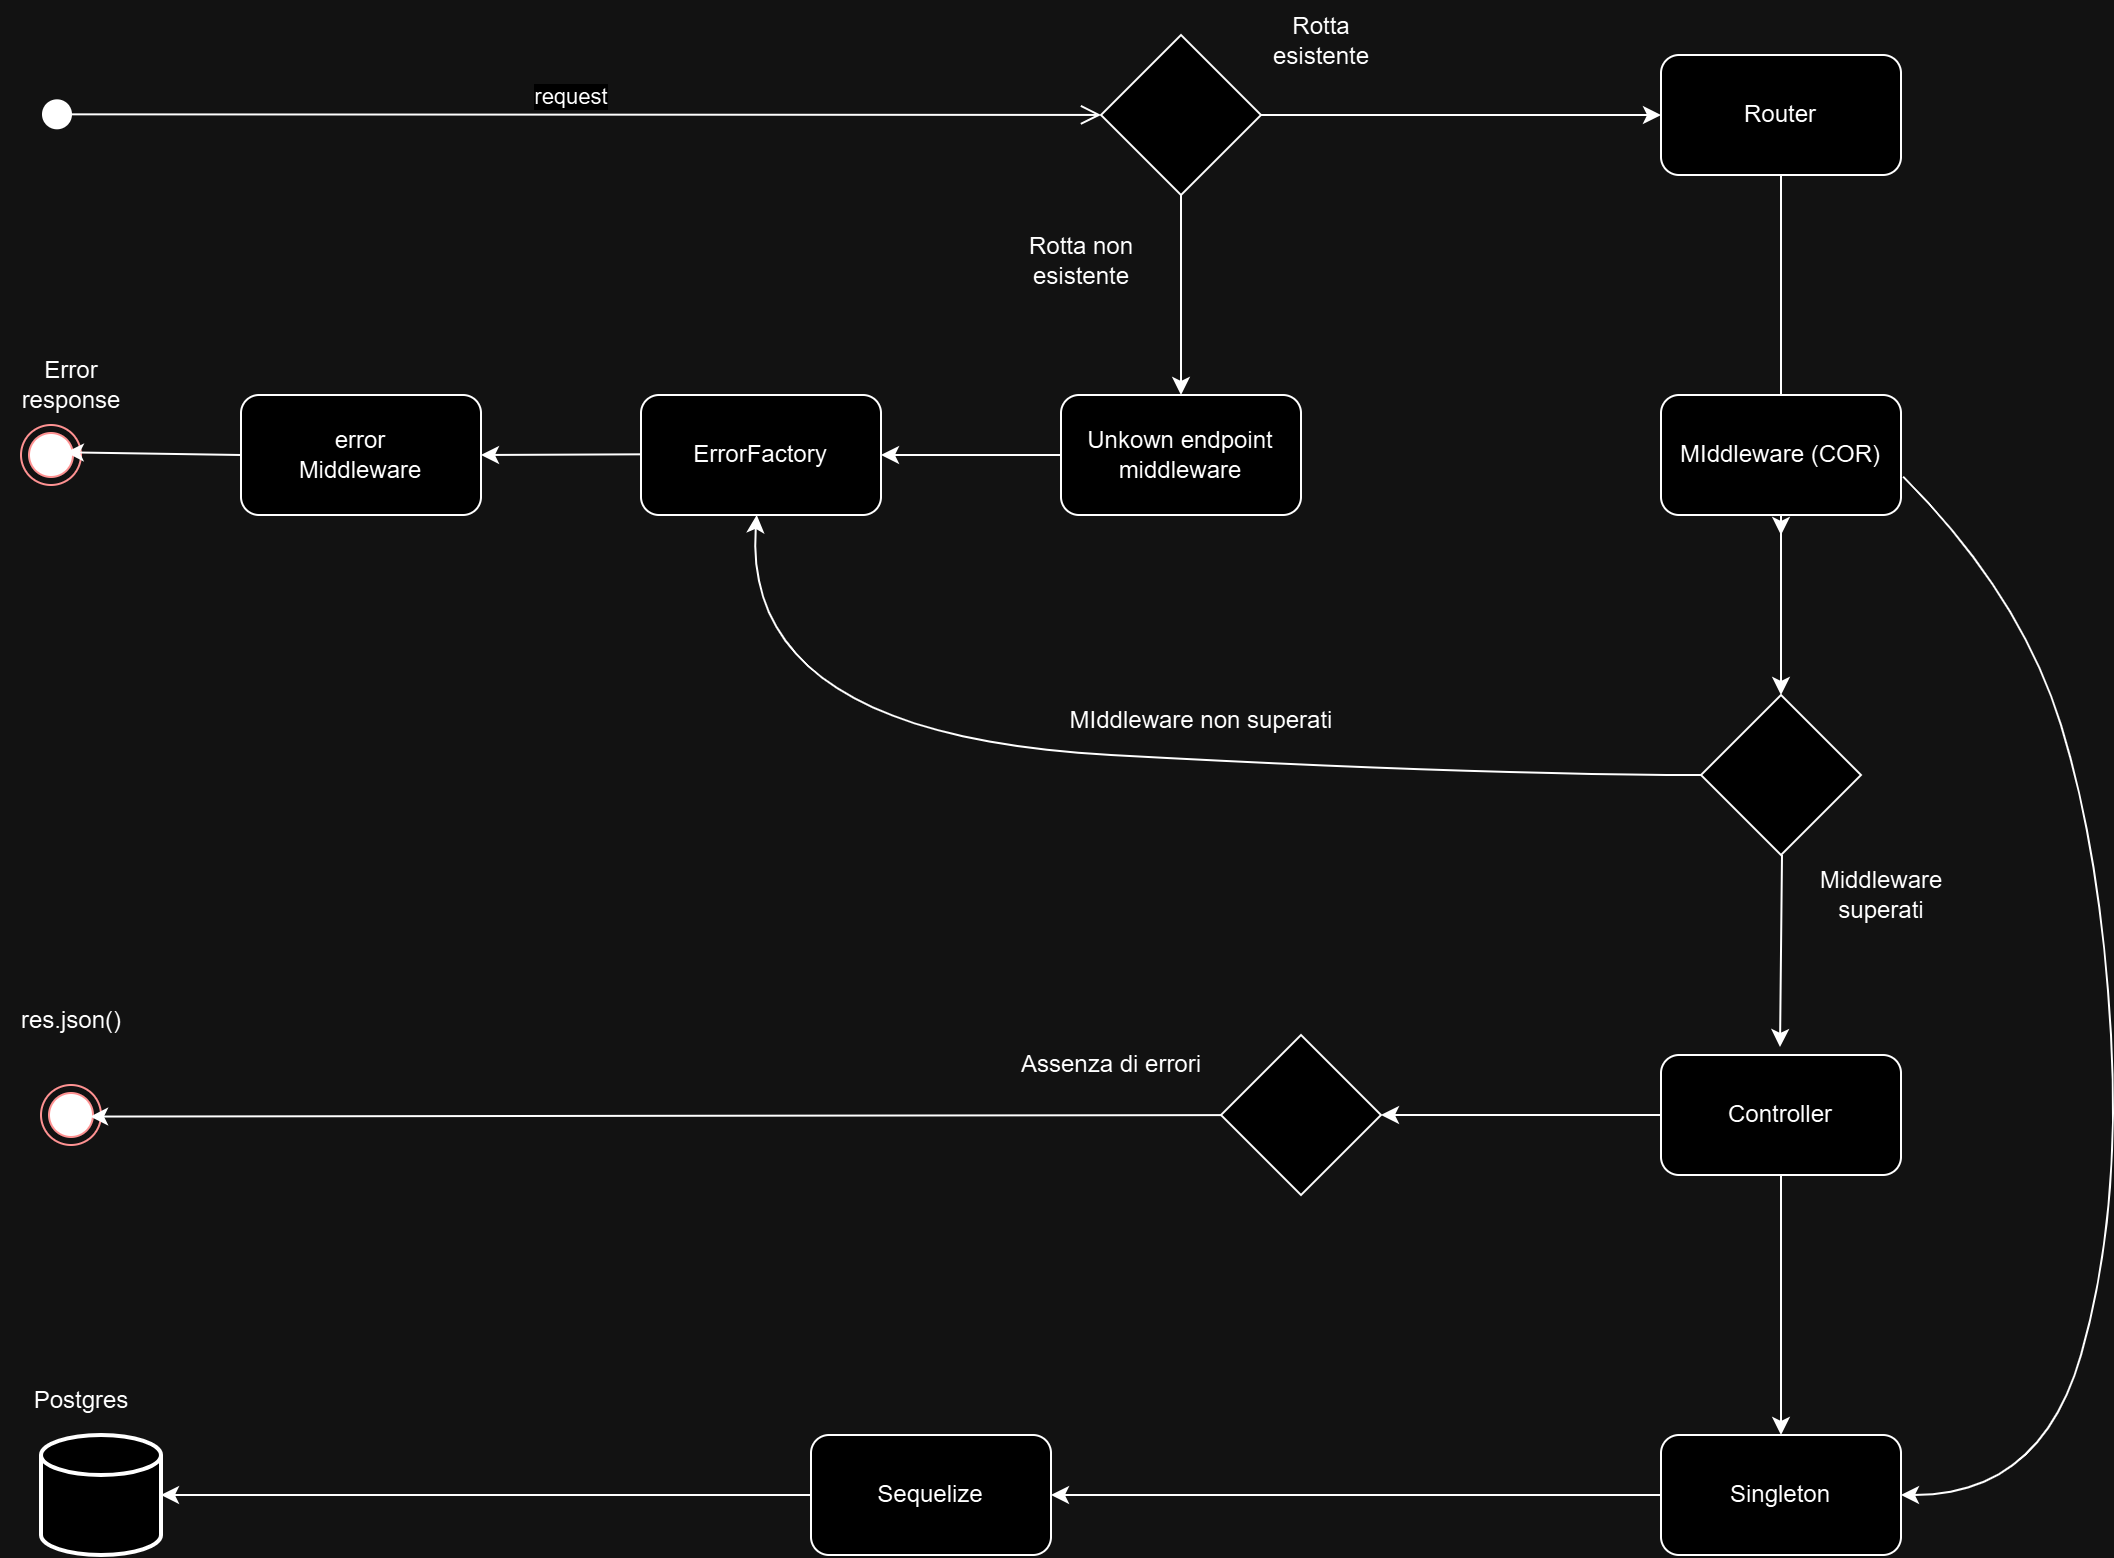 Rotta
esistente
request
Router
Rotta non
esistente
Error
response
error
Middleware
ErrorFactory
Unkown endpoint
middleware
MIddleware (COR)
MIddleware non superati
Middleware
superati
res.json()
Assenza di errori
Controller
Postgres
Sequelize
Singleton